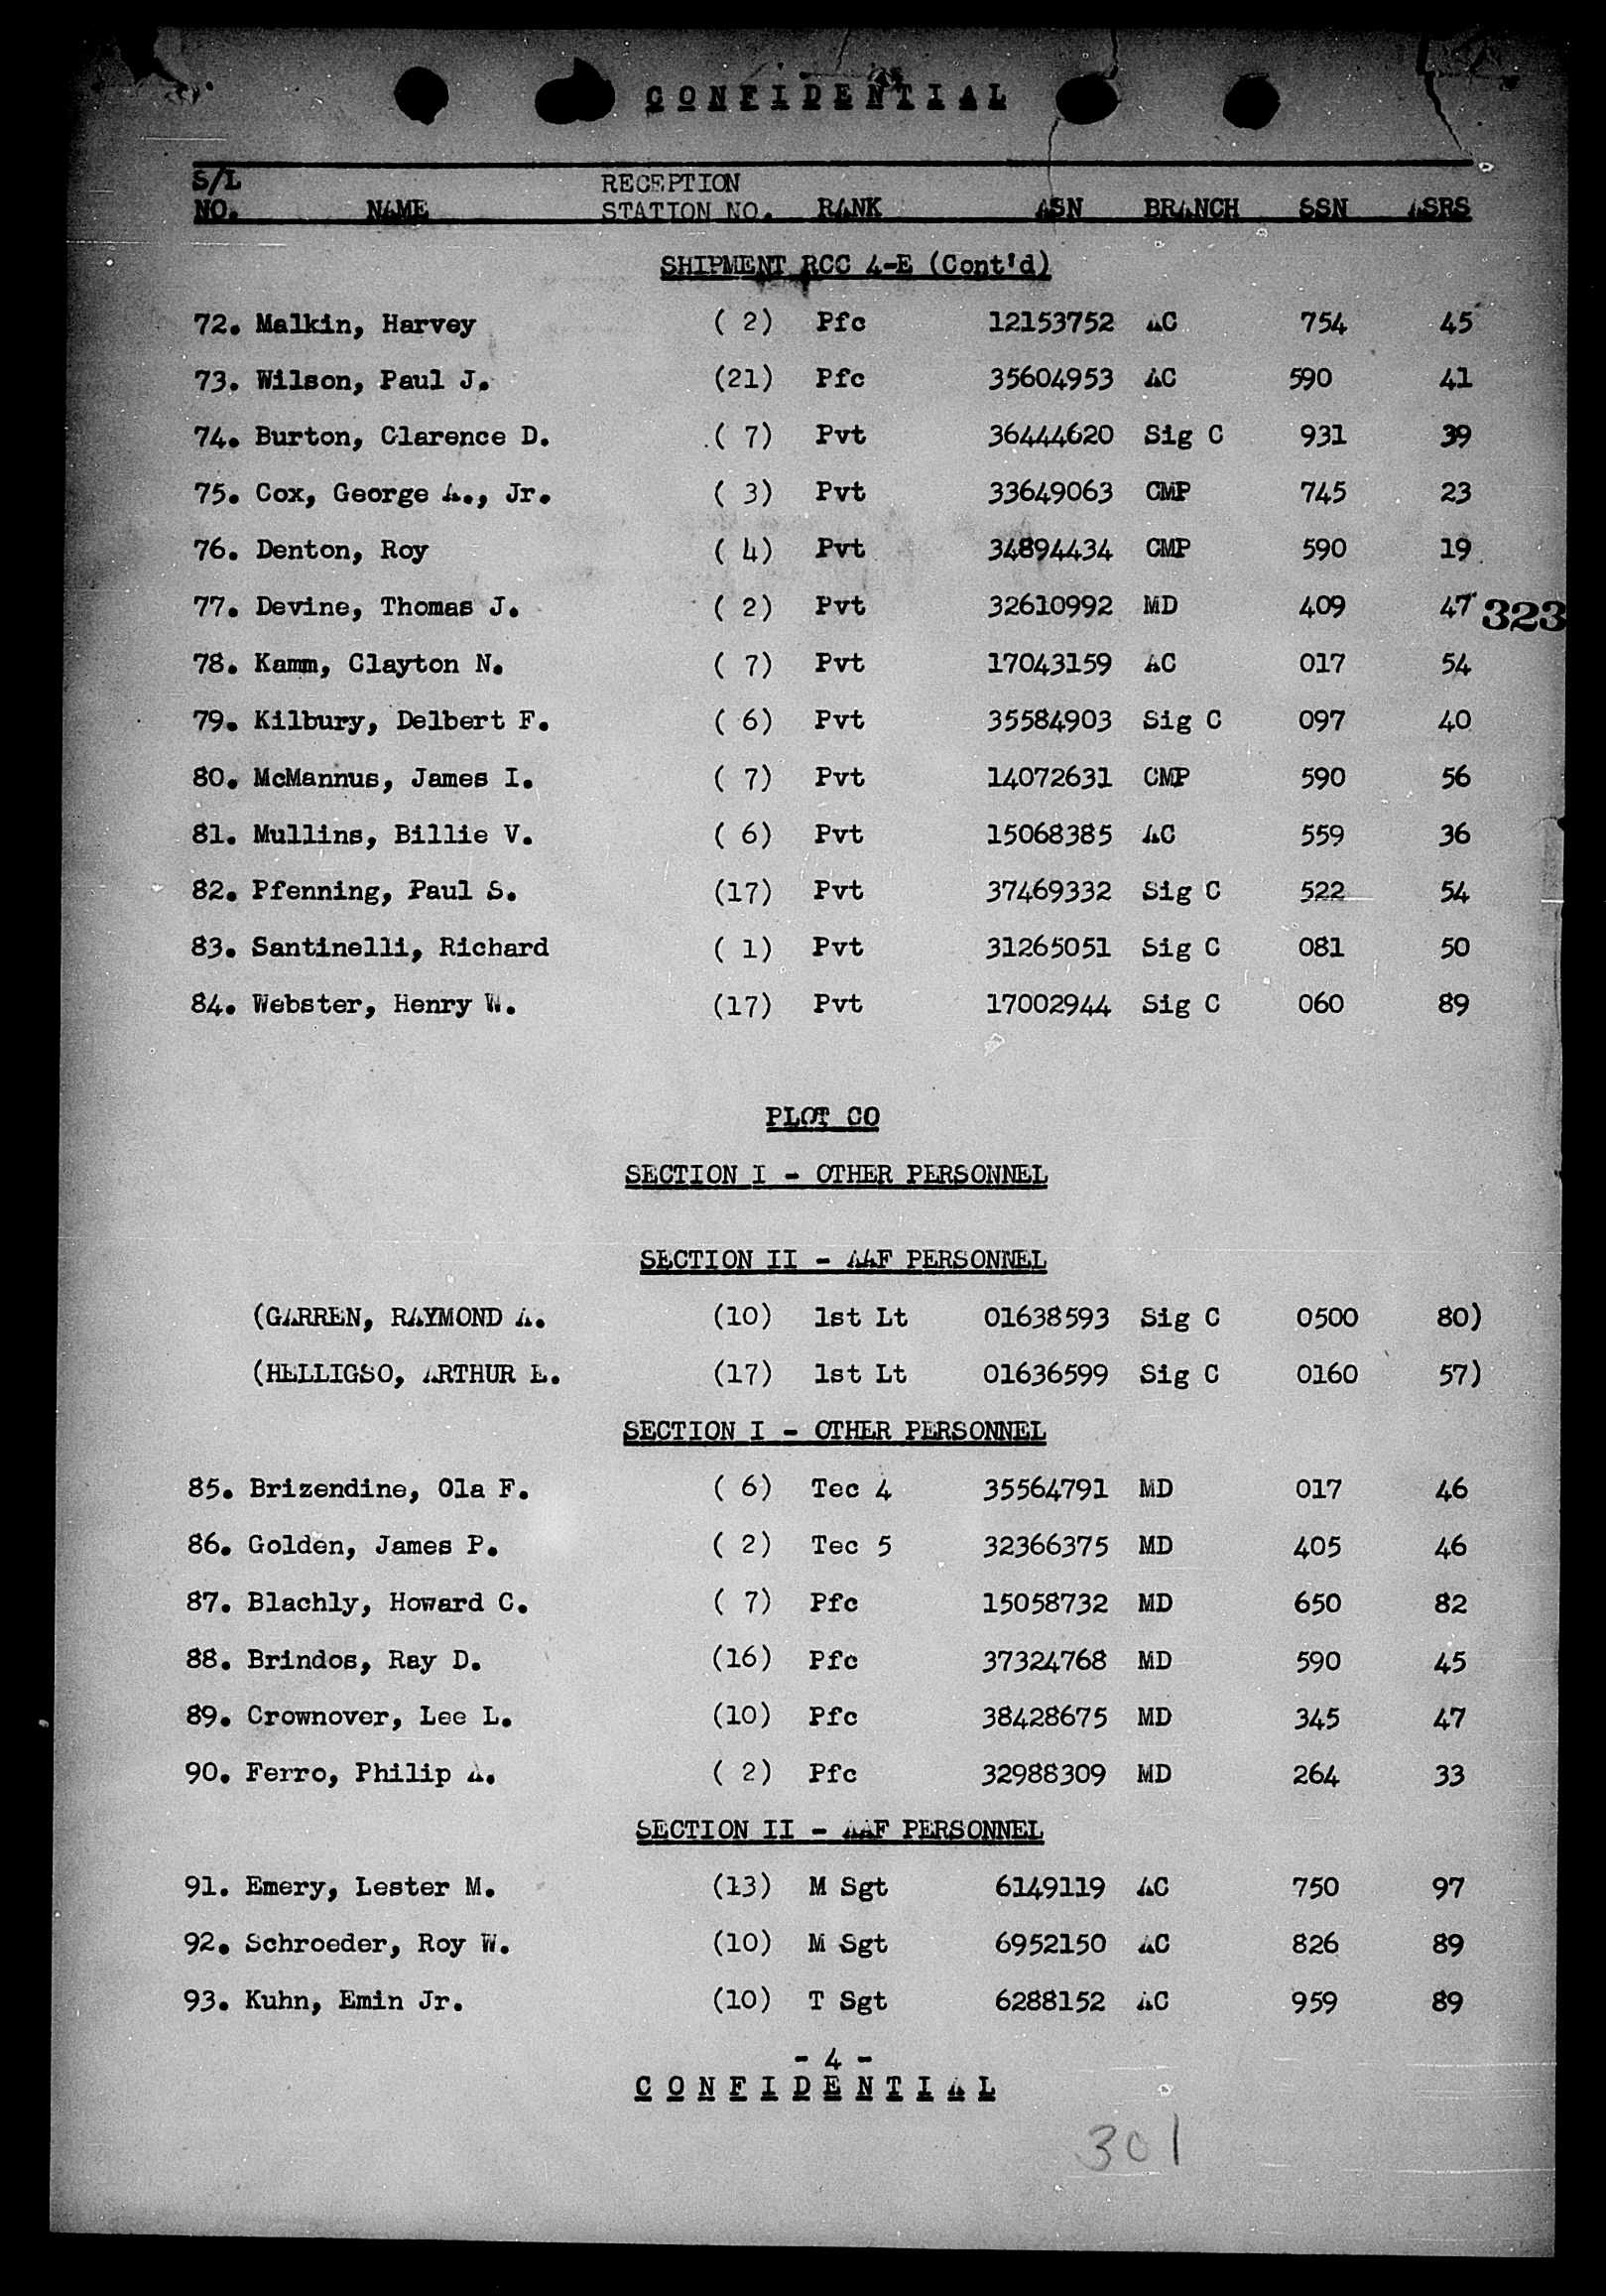 CONFIDENTIAL
S/L RECEPTION
NO. NAME STATION NO. RANK ASN BRANCH SSN ASRS
SHIPMENT RCC 4-E (Cont'd)
72. Malkin, Harvey ( 2) Pfc 12153752 AC 754 45
73. Wilson, Paul J. (21) Pfc 35604953 AC 590 41
74. Burton, Clarence D. ( 7) Pvt 36444620 Sig C 931 39
75. Cox, George A., Jr. ( 3) Pvt 33649063 CMP 745 23
76. Denton, Roy ( 4) Pvt 34894434 CMP 590 19
77. Devine, Thomas J. ( 2) Pvt 32610992 MD 409 47 323
78. Kamm, Clayton N. ( 7) Pvt 17043159 AC 017 54
79. Kilbury, Delbert F. ( 6) Pvt 35584903 Sig C 097 40
80. McMannus, James I. ( 7) Pvt 14072631 CMP 590 56
81. Mullins, Billie V. ( 6) Pvt 15068385 AC 559 36
82. Pfenning, Paul S. (17) Pvt 37469332 Sig C 522 54
83. Santinelli, Richard ( 1) Pvt 31265051 Sig C 081 50
84. Webster, Henry W. (17) Pvt 17002944 Sig C 060 89
PLOT CO
SECTION I - OTHER PERSONNEL
SECTION II - AAF PERSONNEL
(GARREN, RAYMOND A. (10) 1st Lt 01638593 Sig C 0500 80)
(HELLIGSO, ARTHUR E. (17) 1st Lt 01636599 Sig C 0160 57)
SECTION I - OTHER PERSONNEL
85. Brizendine, Ola F. ( 6) Tec 4 35564791 MD 017 46
86. Golden, James P. ( 2) Tec 5 32366375 MD 405 46
87. Blachly, Howard C. ( 7) Pfc 15058732 MD 650 82
88. Brindos, Ray D. (16) Pfc 37324768 MD 590 45
89. Crownover, Lee L. (10) Pfc 38428675 MD 345 47
90. Ferro, Philip A. ( 2) Pfc 32988309 MD 264 33
SECTION II - AAF PERSONNEL
91. Emery, Lester M. (13) M Sgt 6149119 AC 750 97
92. Schroeder, Roy W. (10) M Sgt 6952150 AC 826 89
93. Kuhn, Emin Jr. (10) T Sgt 6288152 AC 959 89
- 4 -
CONFIDENTIAL
301